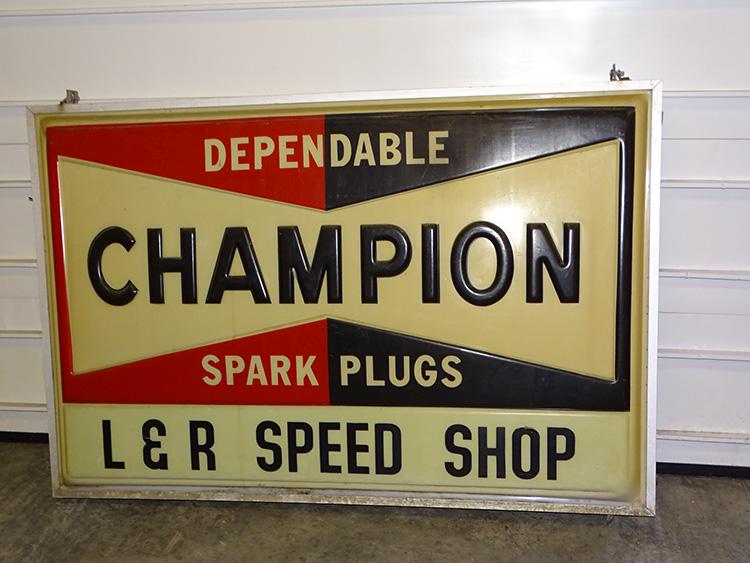 DEPENDABLE
CHAMPION
SPARK PLUGS
L & R SPEED SHOP